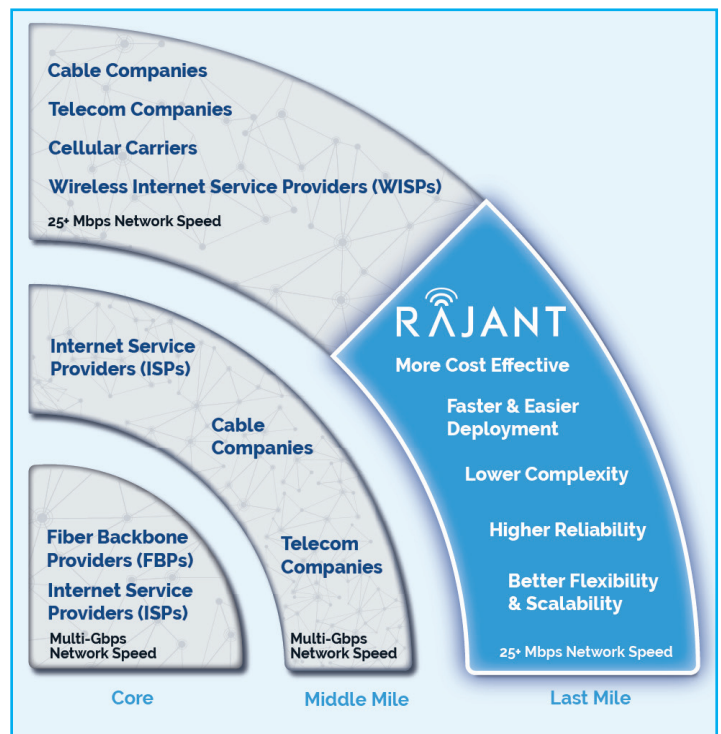 Cable Companies
Telecom Companies
Cellular Carriers
Wireless Internet Service Providers (WISPs)
25+ Mbps Network Speed
RAJANT
More Cost Effective
Faster & Easier
Deployment
Lower Complexity
Higher Reliability
Better Flexibility
& Scalability
25+ Mbps Network Speed
Internet Service
Providers (ISPs)
Cable
Companies
Telecom
Companies
Multi-Gbps
Network Speed
Fiber Backbone
Providers (FBPs)
Internet Service
Providers (ISPs)
Multi-Gbps
Network Speed
Core
Middle Mile
Last Mile